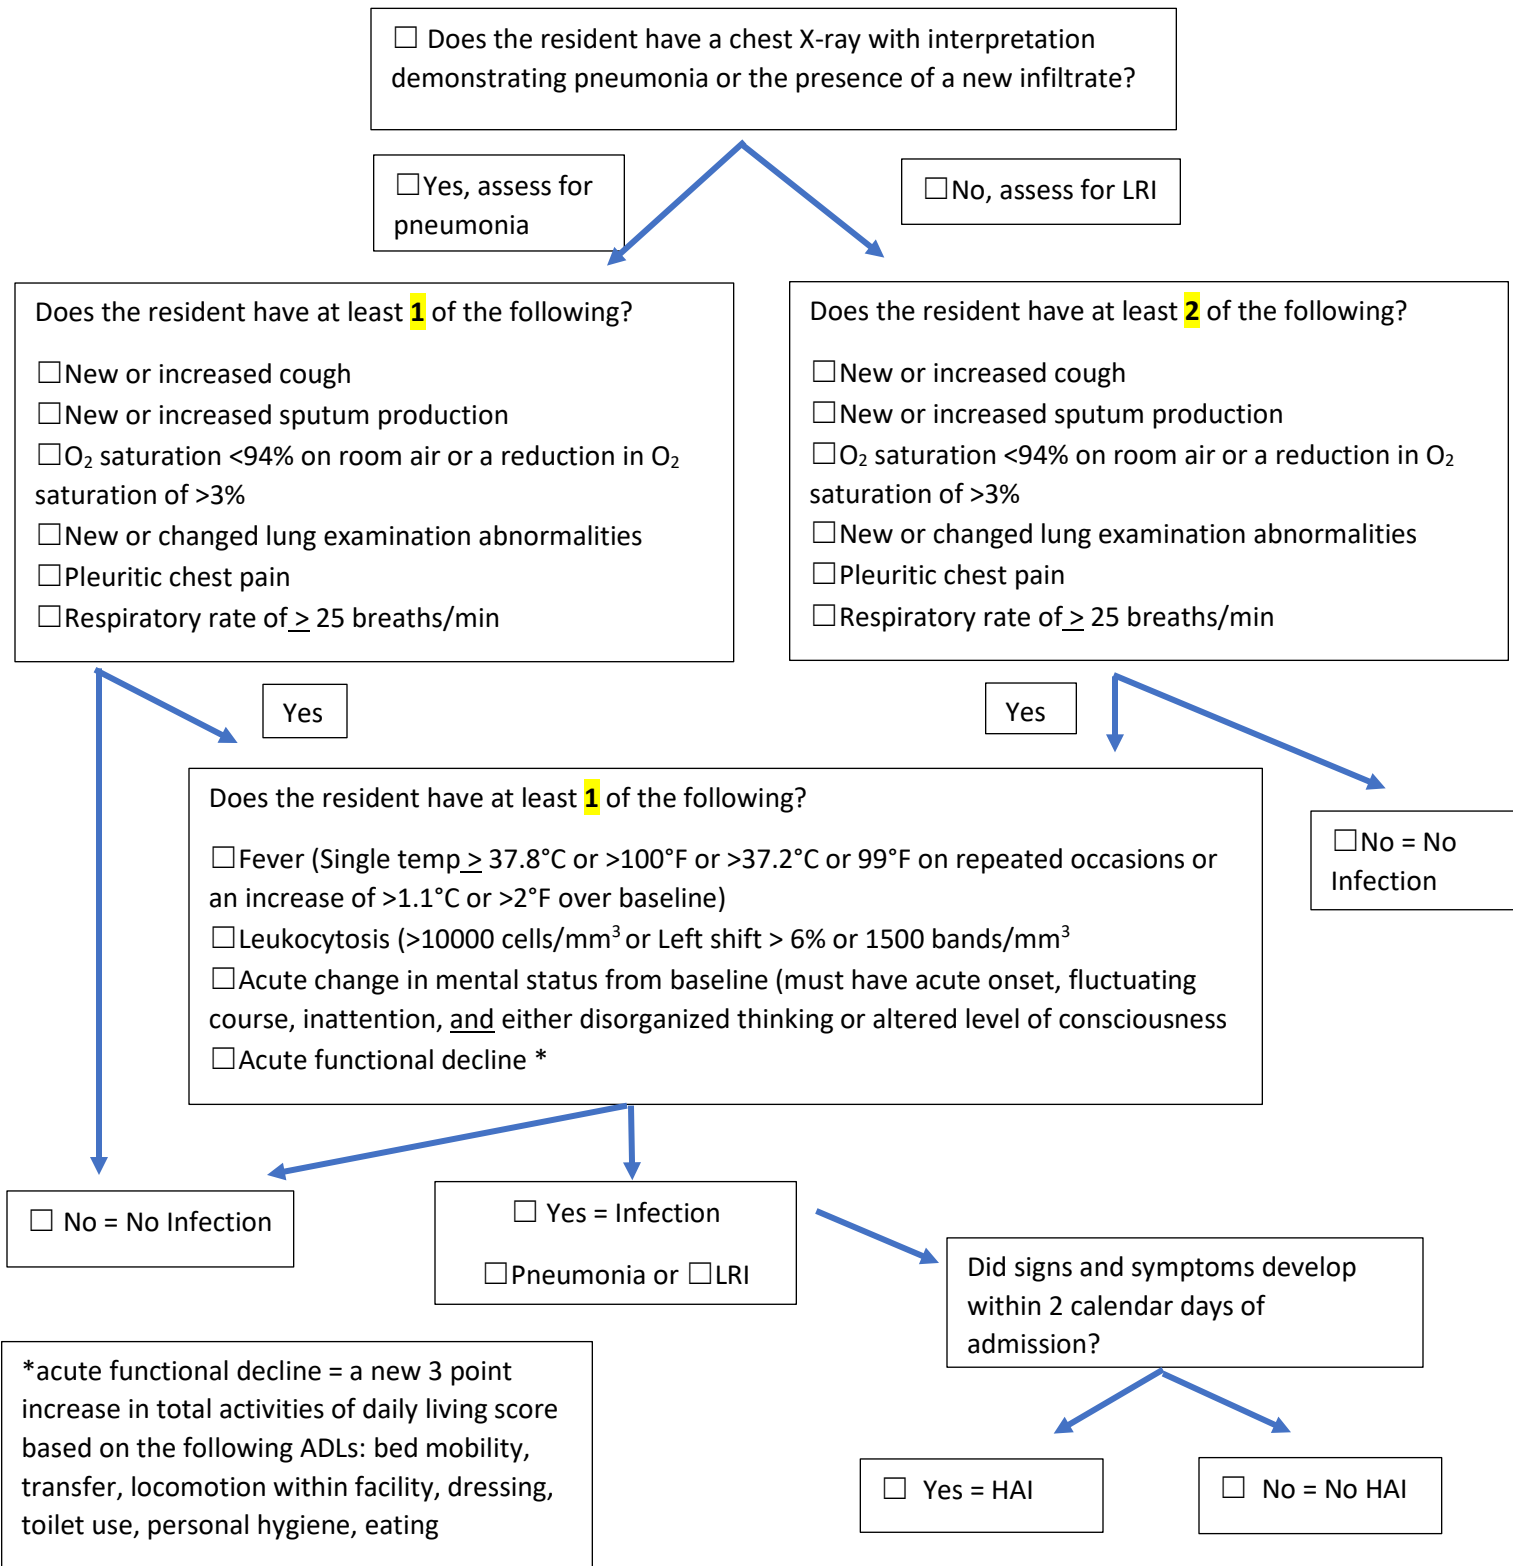 ☐ Does the resident have a chest X-ray with interpretation
demonstrating pneumonia or the presence of a new infiltrate?
☐Yes, assess for
pneumonia
☐No, assess for LRI
Does the resident have at least 1 of the following?
☐New or increased cough
☐New or increased sputum production
☐O₂ saturation <94% on room air or a reduction in O₂
saturation of >3%
☐New or changed lung examination abnormalities
☐Pleuritic chest pain
☐Respiratory rate of > 25 breaths/min
Does the resident have at least 2 of the following?
☐New or increased cough
☐New or increased sputum production
☐O₂ saturation <94% on room air or a reduction in O₂
saturation of >3%
☐New or changed lung examination abnormalities
☐Pleuritic chest pain
☐Respiratory rate of > 25 breaths/min
Yes
Yes
Does the resident have at least 1 of the following?
☐Fever (Single temp > 37.8°C or >100°F or >37.2°C or 99°F on repeated occasions or
an increase of >1.1°C or >2°F over baseline)
☐Leukocytosis (>10000 cells/mm³ or Left shift > 6% or 1500 bands/mm³
☐Acute change in mental status from baseline (must have acute onset, fluctuating
course, inattention, and either disorganized thinking or altered level of consciousness
☐Acute functional decline *
☐No = No
Infection
☐ No = No Infection
☐ Yes = Infection
☐Pneumonia or ☐LRI
Did signs and symptoms develop
within 2 calendar days of
admission?
*acute functional decline = a new 3 point
increase in total activities of daily living score
based on the following ADLs: bed mobility,
transfer, locomotion within facility, dressing,
toilet use, personal hygiene, eating
☐ Yes = HAI
☐ No = No HAI